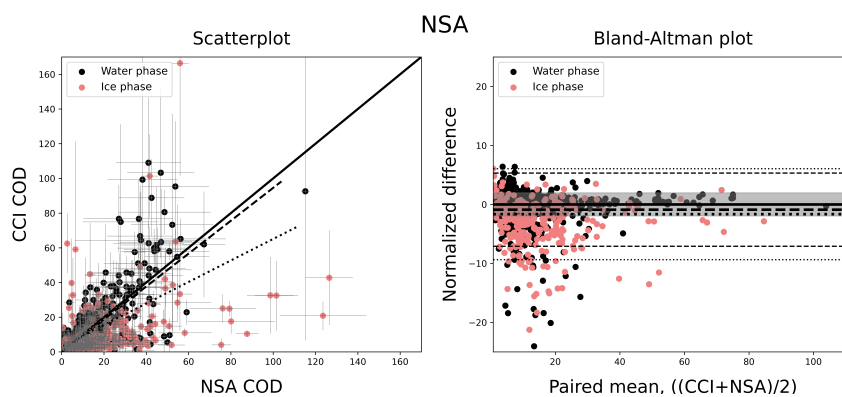 NSA
Scatterplot
Bland-Altman plot
Water phase
Ice phase
Water phase
Ice phase
CCI COD
160
140
120
100
80
60
40
20
0
0 20 40 60 80 100 120 140 160
NSA COD
Normalized difference
20
10
0
−10
−20
20 40 60 80 100
Paired mean, ((CCI+NSA)/2)